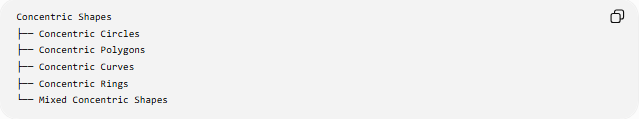 Concentric Shapes
├── Concentric Circles
├── Concentric Polygons
├── Concentric Curves
├── Concentric Rings
└── Mixed Concentric Shapes